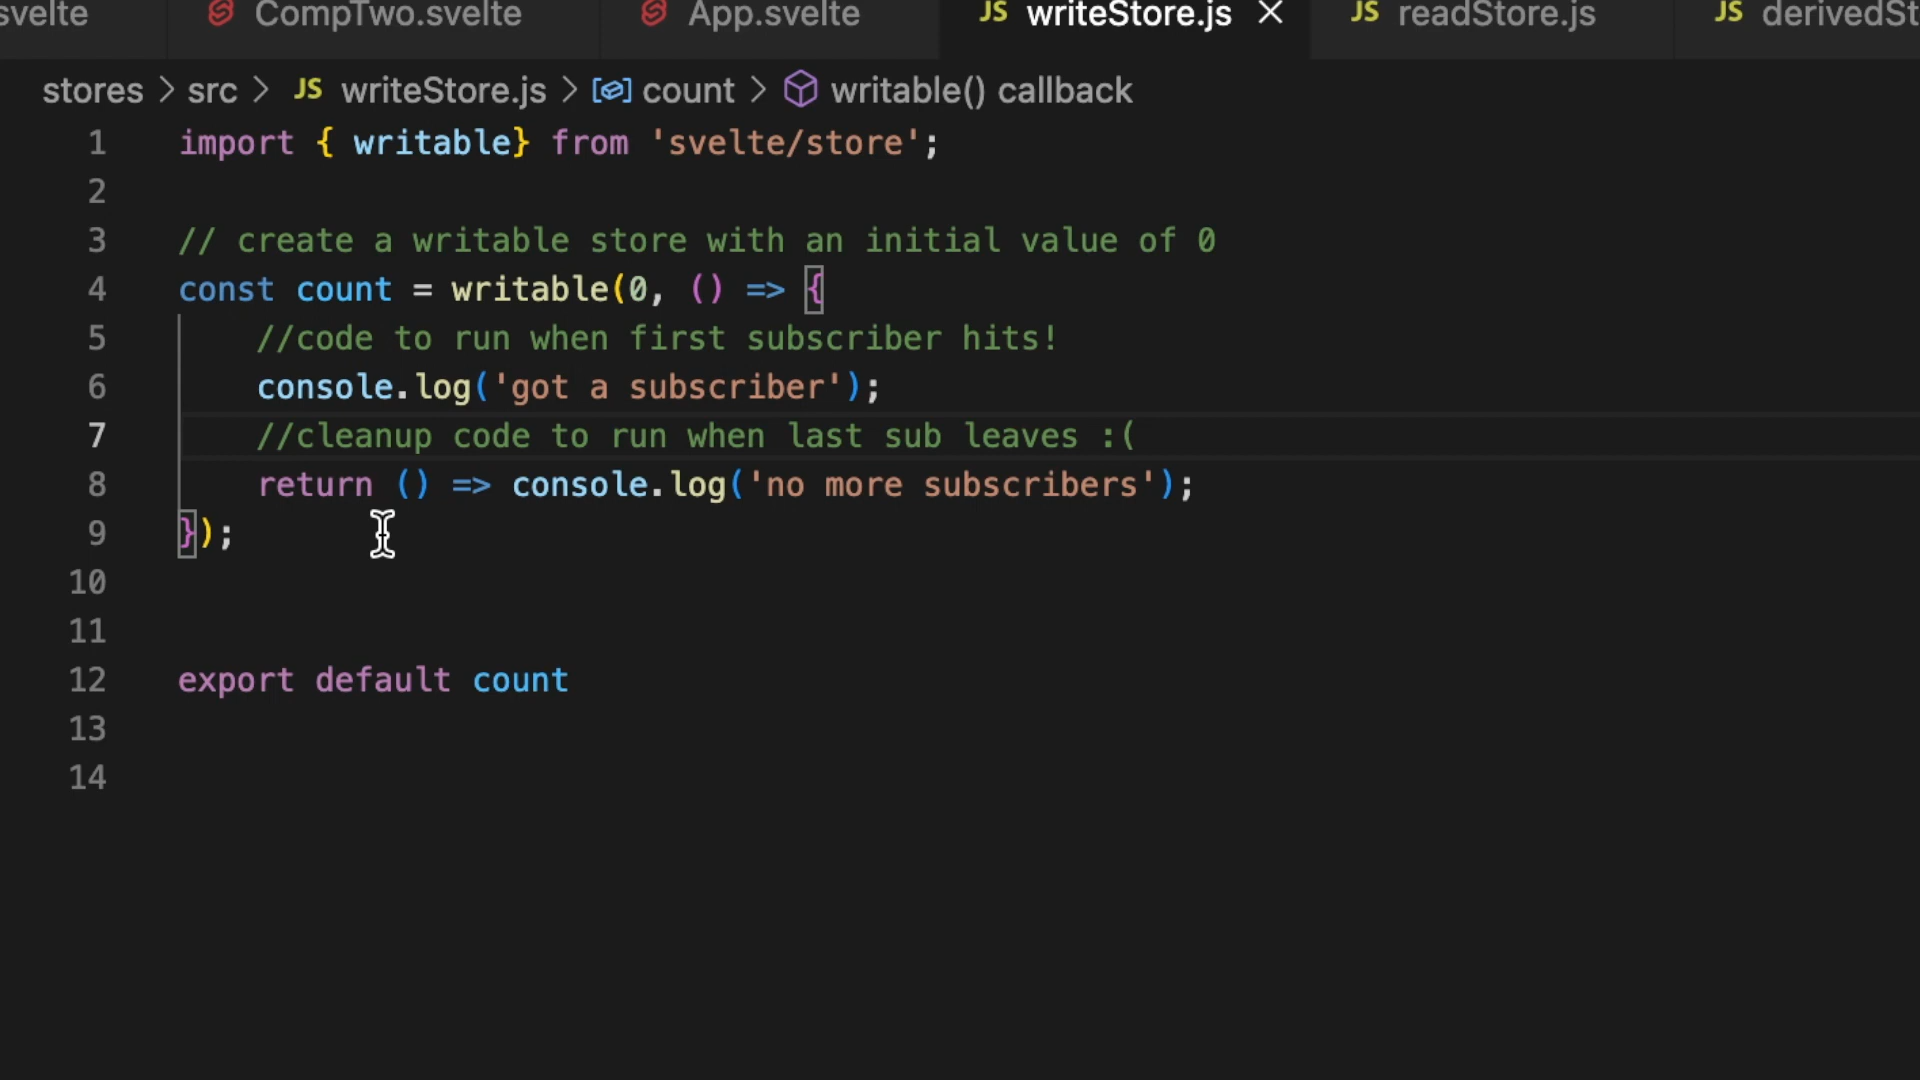 svelte CompTwo.svelte App.svelte JS writeStore.js JS readStore.js JS derivedSt
stores > src > JS writeStore.js > count > writable() callback
1 import { writable} from 'svelte/store';
2
3 // create a writable store with an initial value of 0
4 const count = writable(0, () => {
5 //code to run when first subscriber hits!
6 console.log('got a subscriber');
7 //cleanup code to run when last sub leaves :(
8 return () => console.log('no more subscribers');
9 });
10
11
12 export default count
13
14